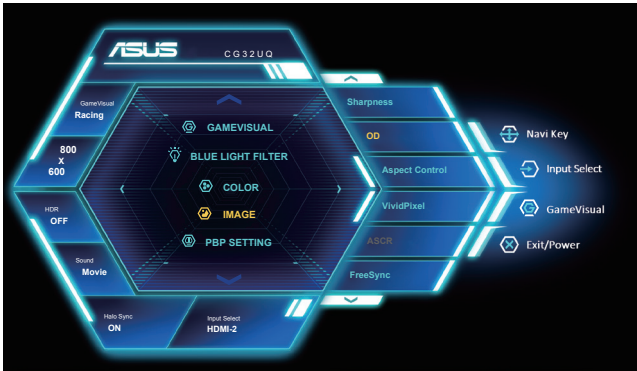 ASUS
CG32UQ
GameVisual
Racing
800
X
600
HDR
OFF
Sound
Movie
Halo Sync
ON
Input Select
HDMI-2
GAMEVISUAL
BLUE LIGHT FILTER
COLOR
IMAGE
PBP SETTING
Sharpness
OD
Aspect Control
VividPixel
ASCR
FreeSync
Navi Key
Input Select
GameVisual
Exit/Power